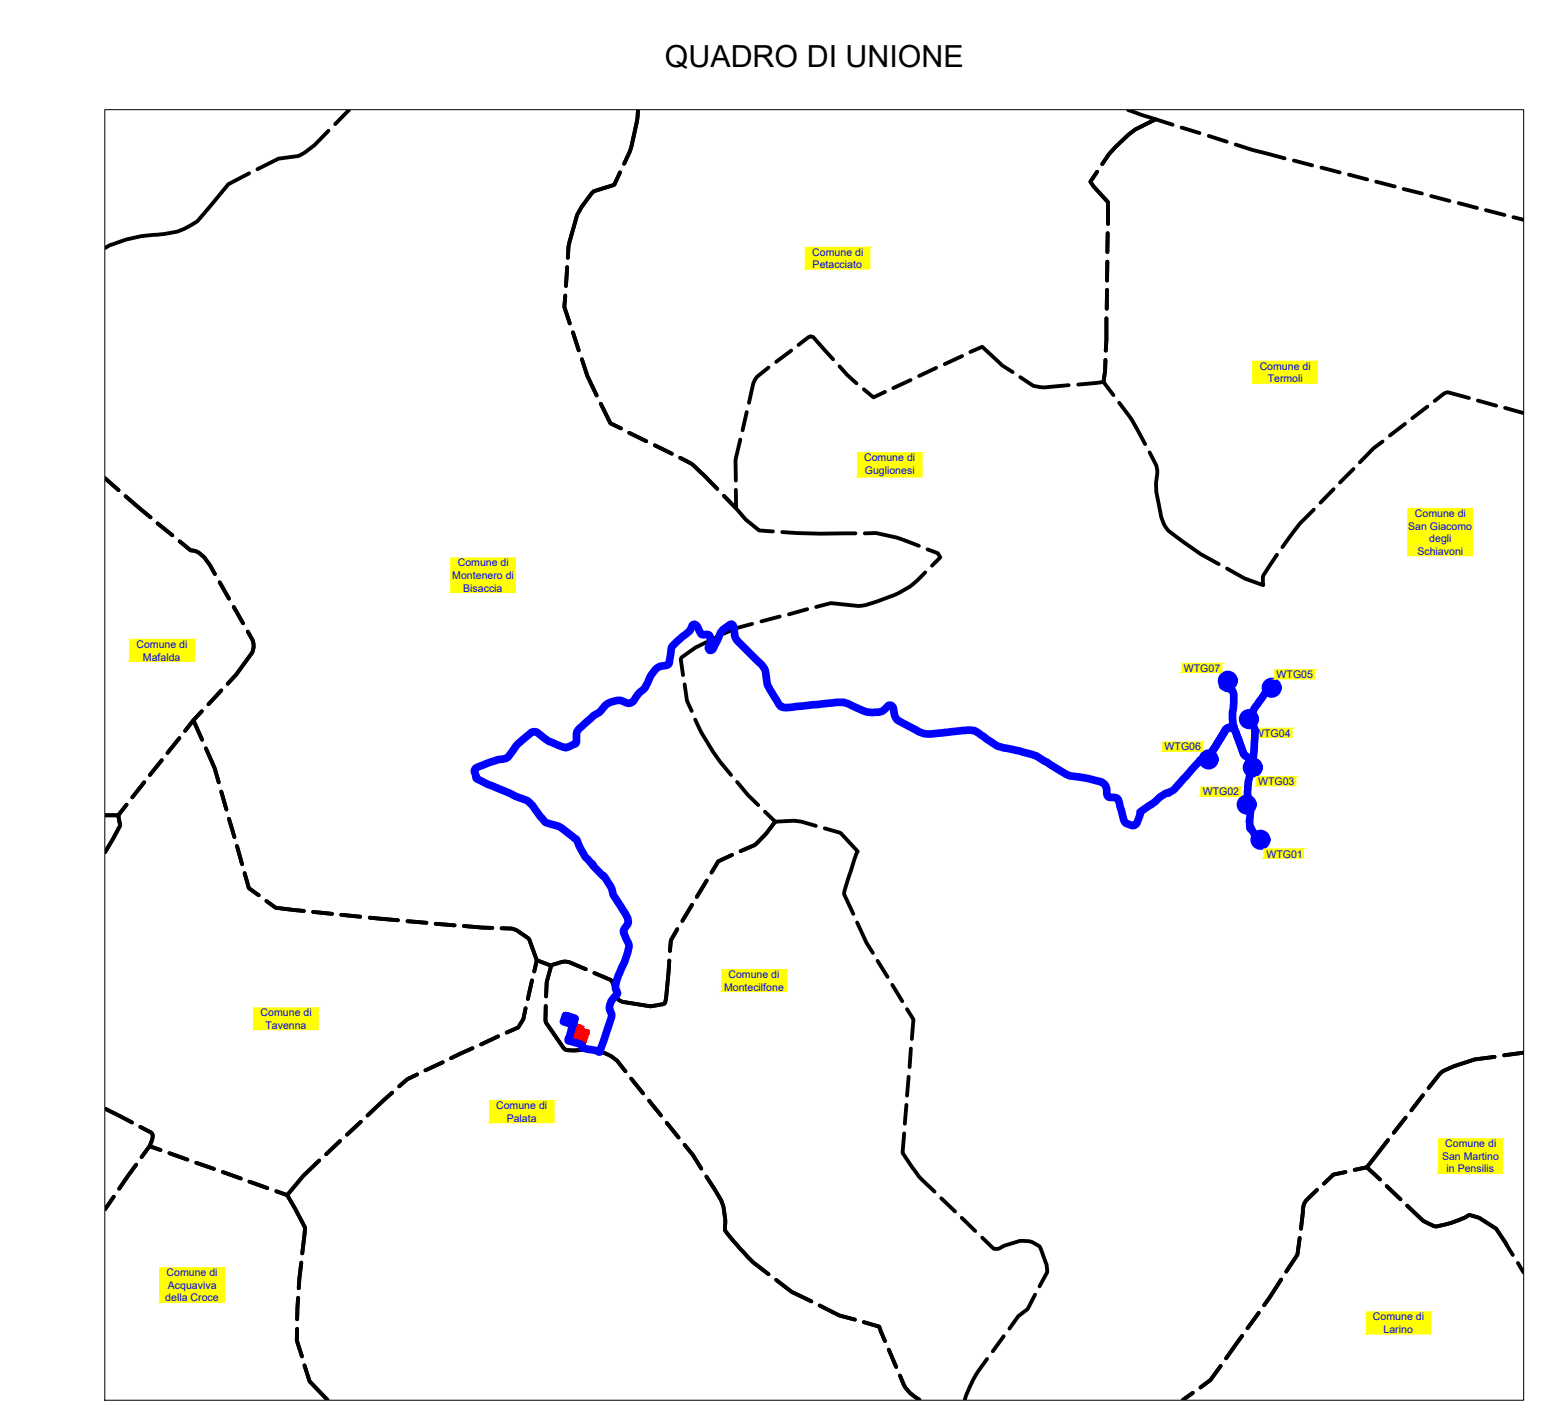 QUADRO DI UNIONE
Comune di
Petacciato
Comune di
Termoli
Comune di
Guglionesi
Comune di
San Giacomo
degli
Schiavoni
Comune di
Montenero di
Bisaccia
Comune di
Mafalda
WTG07
WTG05
WTG04
WTG06
WTG03
WTG02
WTG01
Comune di
Montecilfone
Comune di
Tavenna
Comune di
Palata
Comune di
San Martino
in Pensilis
Comune di
Acquaviva
della Croce
Comune di
Larino